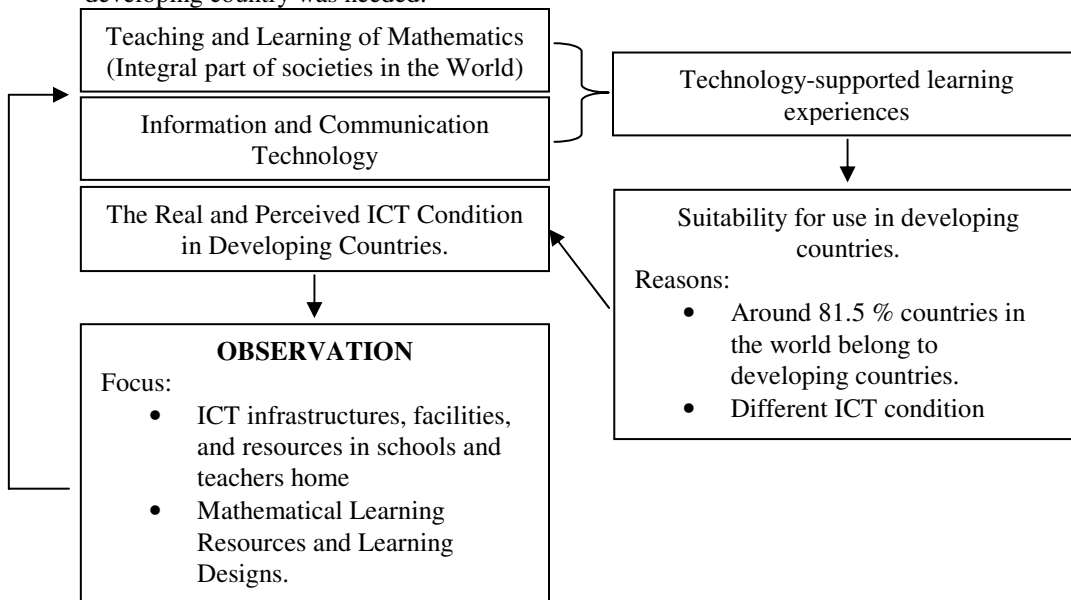 developing country was needed.
Teaching and Learning of Mathematics
(Integral part of societies in the World)
Information and Communication
Technology
The Real and Perceived ICT Condition
in Developing Countries.
OBSERVATION
Focus:
• ICT infrastructures, facilities,
and resources in schools and
teachers home
• Mathematical Learning
Resources and Learning
Designs.
Technology-supported learning
experiences
Suitability for use in developing
countries.
Reasons:
• Around 81.5 % countries in
the world belong to
developing countries.
• Different ICT condition